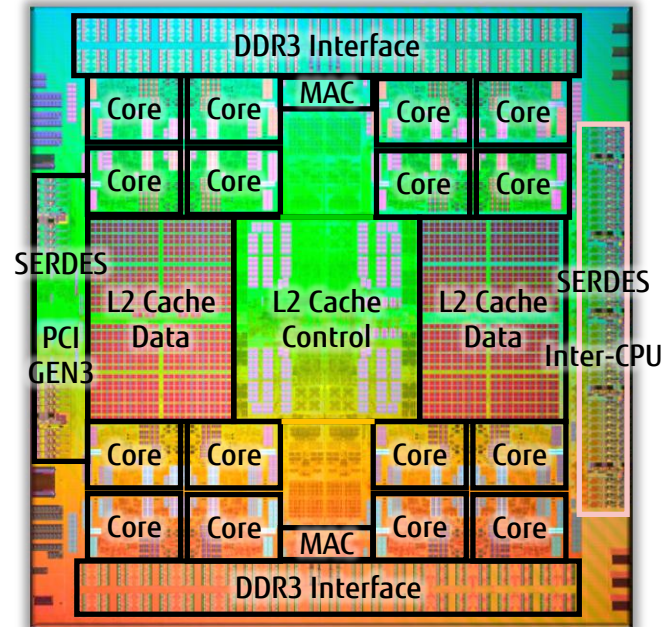 DDR3 Interface
MAC
Core Core Core Core
Core Core Core Core
SERDES
PCI
GEN3
L2 Cache
Data
L2 Cache
Control
L2 Cache
Data
SERDES
Inter-CPU
Core Core Core Core
Core Core Core Core
MAC
DDR3 Interface